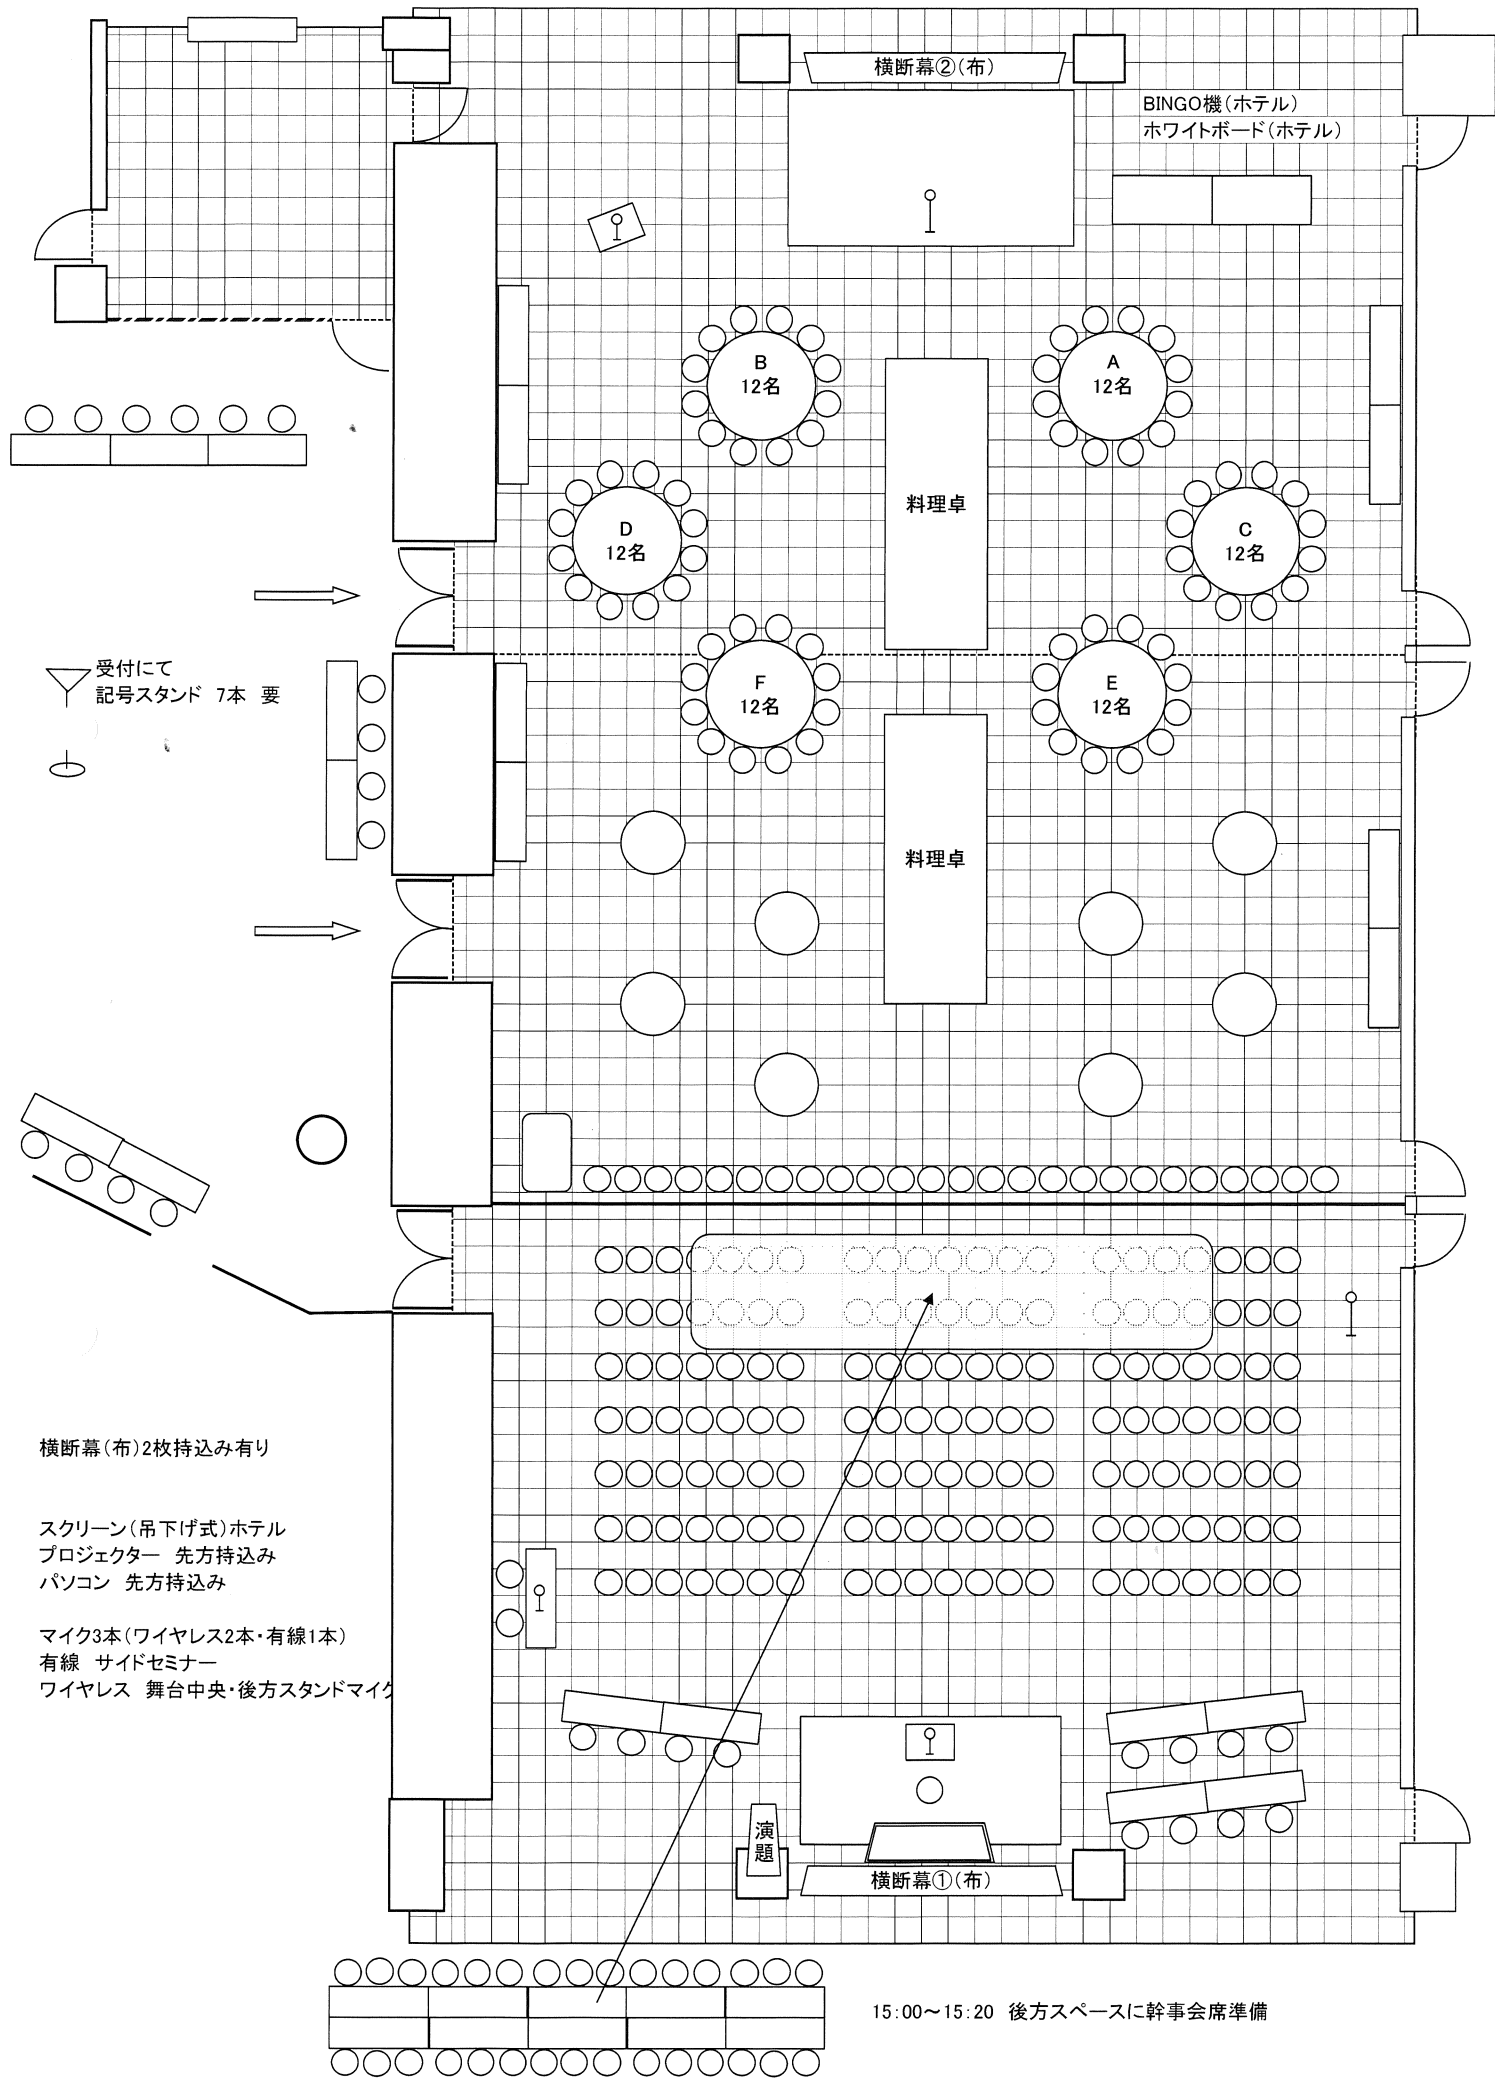 横断幕②(布)
BINGO機(ホテル)
ホワイトボード(ホテル)
B
12名
A
12名
料理卓
D
12名
C
12名
受付にて
記号スタンド 7本 要
F
12名
E
12名
料理卓
横断幕(布)2枚持込み有り
スクリーン(吊下げ式)ホテル
プロジェクター 先方持込み
パソコン 先方持込み
マイク3本(ワイヤレス2本・有線1本)
有線 サイドセミナー
ワイヤレス 舞台中央・後方スタンドマイク
演題
横断幕①(布)
15:00~15:20 後方スペースに幹事会席準備